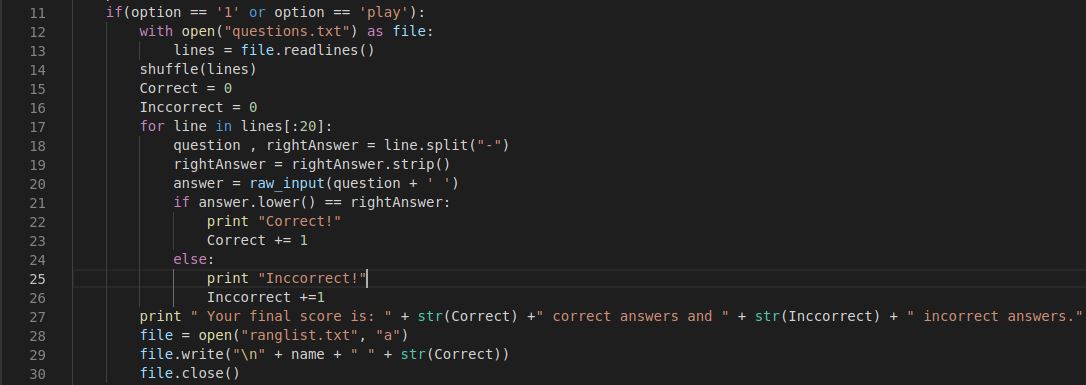 11 if(option == '1' or option == 'play'):
12 with open("questions.txt") as file:
13 lines = file.readlines()
14 shuffle(lines)
15 Correct = 0
16 Inccorrect = 0
17 for line in lines[:20]:
18 question , rightAnswer = line.split("-")
19 rightAnswer = rightAnswer.strip()
20 answer = raw_input(question + ' ')
21 if answer.lower() == rightAnswer:
22 print "Correct!"
23 Correct += 1
24 else:
25 print "Inccorrect!"
26 Inccorrect +=1
27 print " Your final score is: " + str(Correct) +" correct answers and " + str(Inccorrect) + " incorrect answers."
28 file = open("ranglist.txt", "a")
29 file.write("\n" + name + " " + str(Correct))
30 file.close()